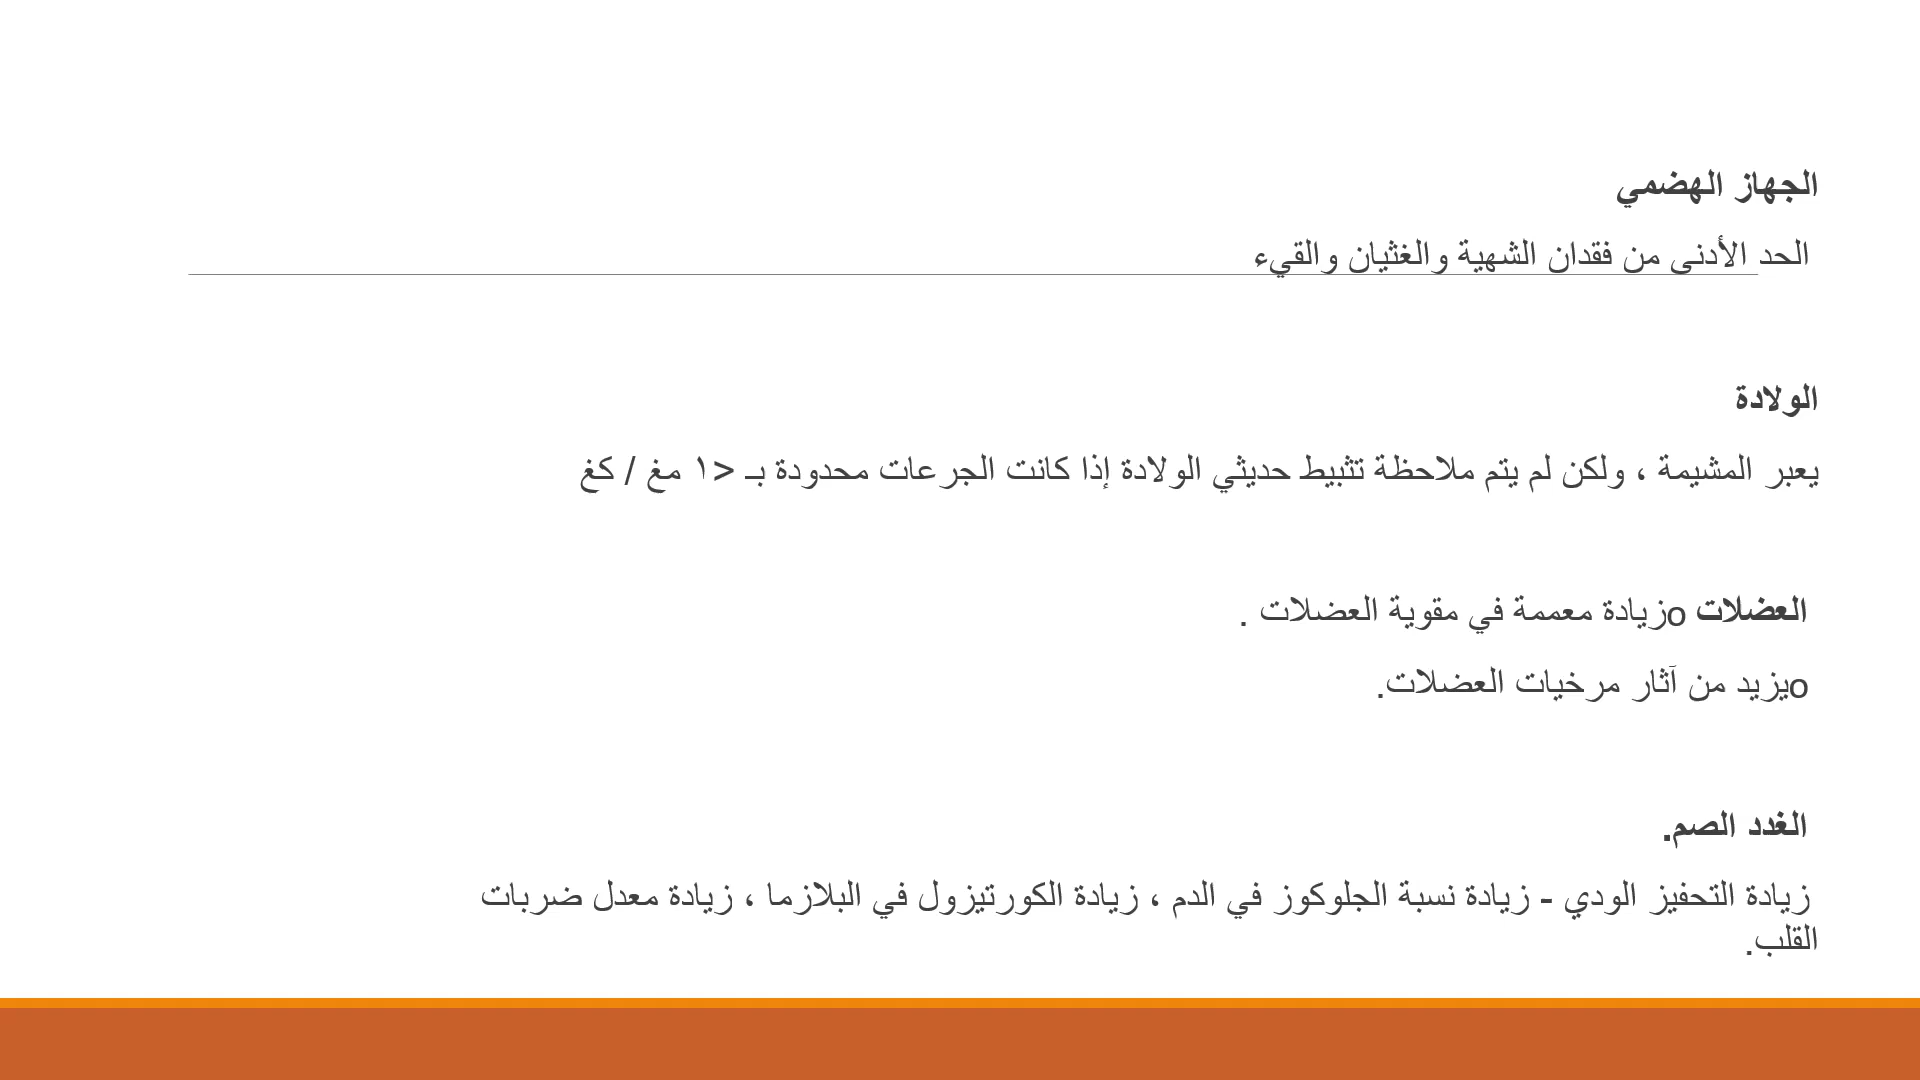 الجهاز الهضمي
الحد الأدنى من فقدان الشهية والغثيان والقيء
الولادة
يعبر المشيمة ، ولكن لم يتم ملاحظة تثبيط حديثي الولادة إذا كانت الجرعات محدودة بـ <١ مغ / كغ
العضلات oزيادة معممة في مقوية العضلات .
oيزيد من آثار مرخيات العضلات.
الغدد الصم.
زيادة التحفيز الودي - زيادة نسبة الجلوكوز في الدم ، زيادة الكورتيزول في البلازما ، زيادة معدل ضربات
القلب.